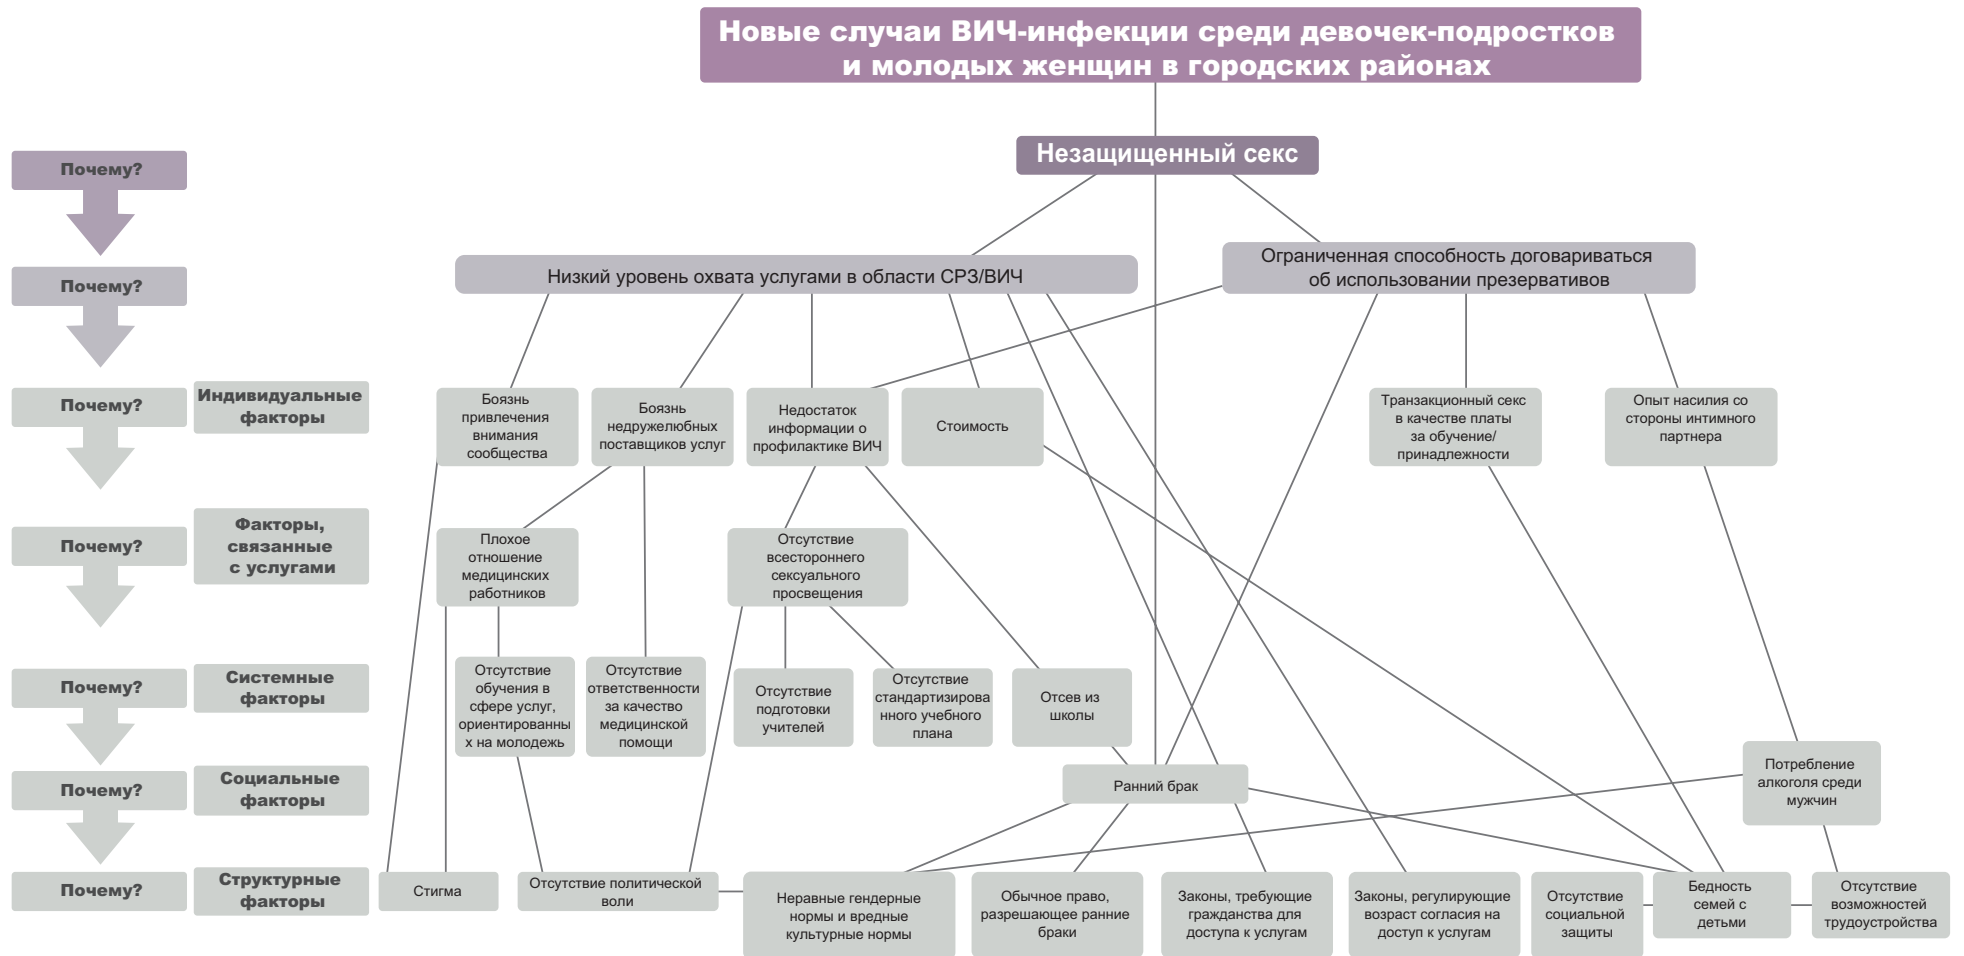 Новые случаи ВИЧ-инфекции среди девочек-подростков
и молодых женщин в городских районах
Незащищенный секс
Почему?
Почему?
Низкий уровень охвата услугами в области СРЗ/ВИЧ
Ограниченная способность договариваться
об использовании презервативов
Почему?
Индивидуальные
факторы
Боязнь
привлечения
внимания
сообщества
Боязнь
недружелюбных
поставщиков услуг
Недостаток
информации о
профилактике ВИЧ
Стоимость
Транзакционный секс
в качестве платы
за обучение/
принадлежности
Опыт насилия со
стороны интимного
партнера
Почему?
Факторы,
связанные
с услугами
Плохое
отношение
медицинских
работников
Отсутствие
всестороннего
сексуального
просвещения
Почему?
Системные
факторы
Отсутствие
обучения в
сфере услуг,
ориентированны
х на молодежь
Отсутствие
ответственности
за качество
медицинской
помощи
Отсутствие
подготовки
учителей
Отсутствие
стандартизирова
нного учебного
плана
Отсев из
школы
Почему?
Социальные
факторы
Ранний брак
Потребление
алкоголя среди
мужчин
Почему?
Структурные
факторы
Стигма
Отсутствие политической
воли
Неравные гендерные
нормы и вредные
культурные нормы
Обычное право,
разрешающее ранние
браки
Законы, требующие
гражданства для
доступа к услугам
Законы, регулирующие
возраст согласия на
доступ к услугам
Отсутствие
социальной
защиты
Бедность
семей с
детьми
Отсутствие
возможностей
трудоустройства